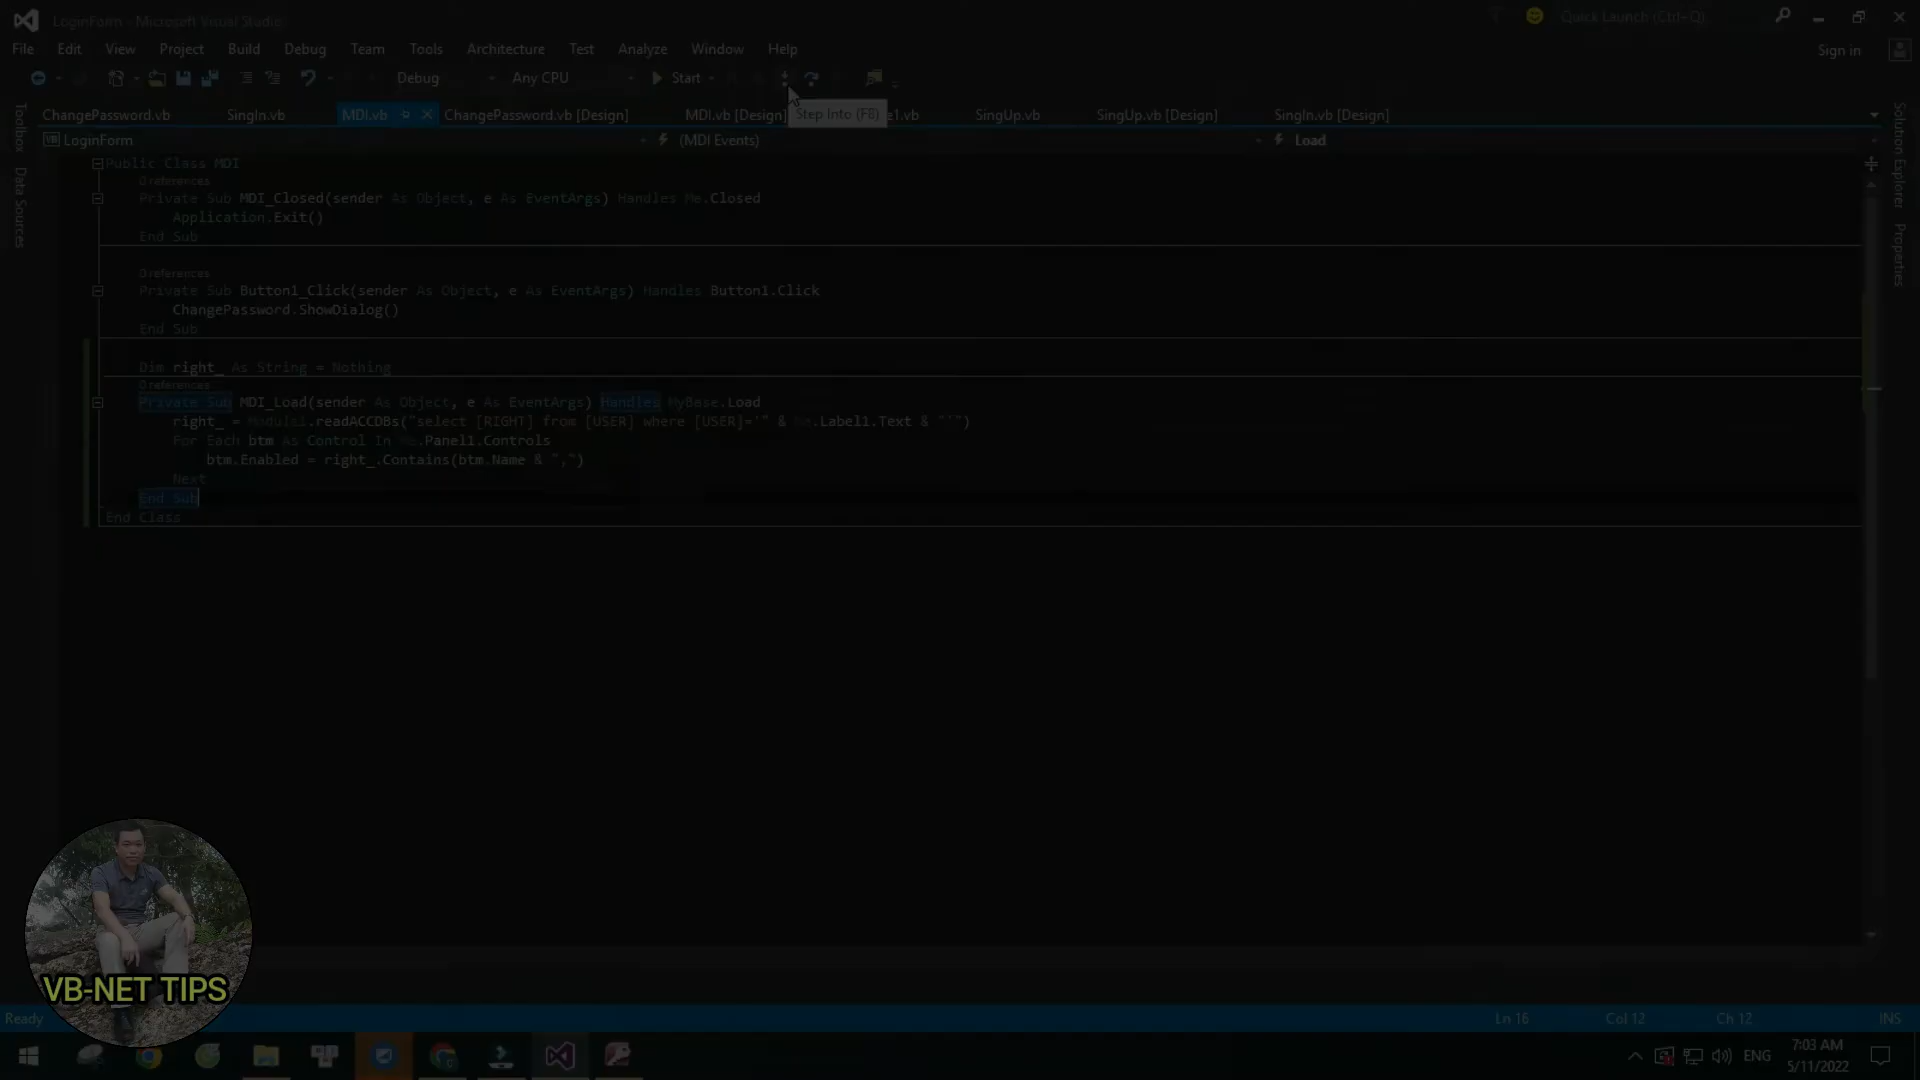 LoginForm - Microsoft Visual Studio
Quick Launch (Ctrl+Q)
File Edit View Project Build Debug Team Tools Architecture Test Analyze Window Help
Sign in
Debug Any CPU Start
ChangePassword.vb SingIn.vb MDI.vb ChangePassword.vb [Design] MDI.vb [Design] e1.vb SingUp.vb SingUp.vb [Design] SingIn.vb [Design]
Step Into (F8)
LoginForm (MDI Events) Load
Toolbox
Data Sources
Solution Explorer
Properties
Public Class MDI
0 references
Private Sub MDI_Closed(sender As Object, e As EventArgs) Handles Me.Closed
Application.Exit()
End Sub
0 references
Private Sub Button1_Click(sender As Object, e As EventArgs) Handles Button1.Click
ChangePassword.ShowDialog()
End Sub
Dim right_ As String = Nothing
0 references
Private Sub MDI_Load(sender As Object, e As EventArgs) Handles MyBase.Load
right_ = Module1.readACCDBs("select [RIGHT] from [USER] where [USER]='" & Me.Label1.Text & "'")
For Each btm As Control In Me.Panel1.Controls
btm.Enabled = right_.Contains(btm.Name & ",")
Next
End Sub
End Class
VB-NET TIPS
Ready Ln 16 Col 12 Ch 12 INS
ENG
7:03 AM
5/11/2022